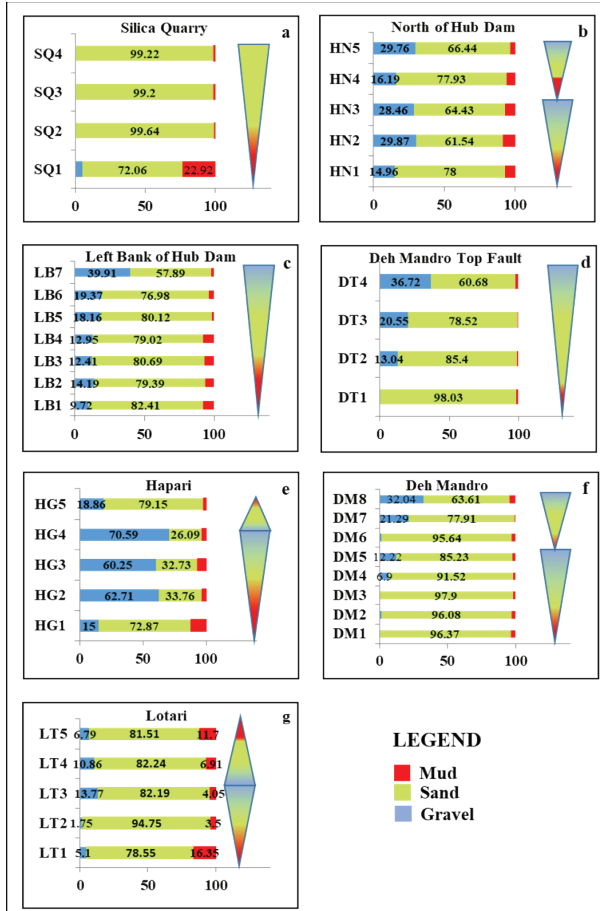 Silica Quarry
a
SQ4 99.22
SQ3 99.2
SQ2 99.64
SQ1 72.06 22.92
0 50 100
North of Hub Dam
b
HN5 29.76 66.44
HN4 16.19 77.93
HN3 28.46 64.43
HN2 29.87 61.54
HN1 14.96 78
0 50 100
Left Bank of Hub Dam
c
LB7 39.91 57.89
LB6 19.37 76.98
LB5 18.16 80.12
LB4 12.95 79.02
LB3 12.41 80.69
LB2 14.19 79.39
LB1 9.72 82.41
0 50 100
Deh Mandro Top Fault
d
DT4 36.72 60.68
DT3 20.55 78.52
DT2 13.04 85.4
DT1 98.03
0 50 100
Hapari
e
HG5 18.86 79.15
HG4 70.59 26.09
HG3 60.25 32.73
HG2 62.71 33.76
HG1 15 72.87
0 50 100
Deh Mandro
f
DM8 32.04 63.61
DM7 21.29 77.91
DM6 95.64
DM5 12.22 85.23
DM4 6.9 91.52
DM3 97.9
DM2 96.08
DM1 96.37
0 50 100
Lotari
g
LT5 6.79 81.51 11.7
LT4 10.86 82.24 6.91
LT3 13.77 82.19 4.05
LT2 1.75 94.75 3.5
LT1 5.1 78.55 16.35
0 50 100
LEGEND
Mud
Sand
Gravel